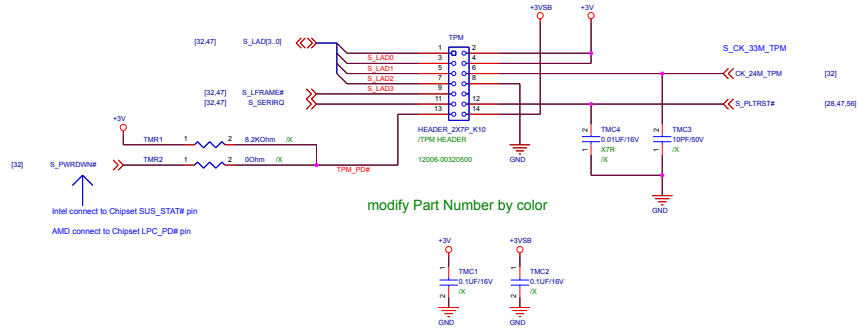 +3VSB
+3V
TPM
S_CK_33M_TPM
[32,47]
S_LAD[3..0]
1
2
S_LAD0
3
4
S_LAD1
5
6
CK_24M_TPM
[32]
S_LAD2
7
8
[32,47]
S_LFRAME#
S_LAD3
9
[32,47]
S_SERIRQ
11
12
S_PLTRST#
[28,47,56]
13
14
+3V
HEADER_2X7P_K10
/TPM HEADER
12006-00320500
GND
TMR1
1
2
8.2KOhm
/X
[32]
S_PWRDWN#
TMR2
1
2
0Ohm
/X
TPM_PD#
2
TMC4
0.01UF/16V
1
X7R
/X
2
TMC3
10PF/50V
1
/X
GND
Intel connect to Chipset SUS_STAT# pin
AMD connect to Chipset LPC_PD# pin
modify Part Number by color
+3V
+3VSB
1
TMC1
0.1UF/16V
2
/X
GND
1
TMC2
0.1UF/16V
2
/X
GND